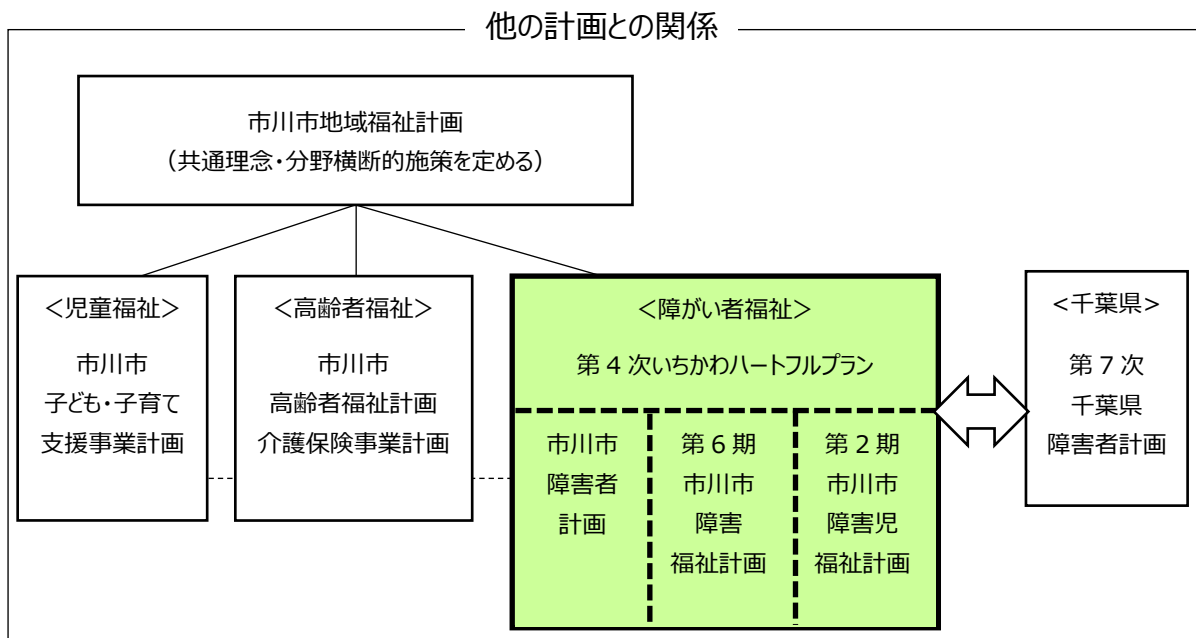 他の計画との関係
市川市地域福祉計画
（共通理念・分野横断的施策を定める）
＜児童福祉＞
市川市
子ども・子育て
支援事業計画
＜高齢者福祉＞
市川市
高齢者福祉計画
介護保険事業計画
＜障がい者福祉＞
第４次いちかわハートフルプラン
市川市
障害者
計画
第６期
市川市
障害
福祉計画
第２期
市川市
障害児
福祉計画
＜千葉県＞
第７次
千葉県
障害者計画